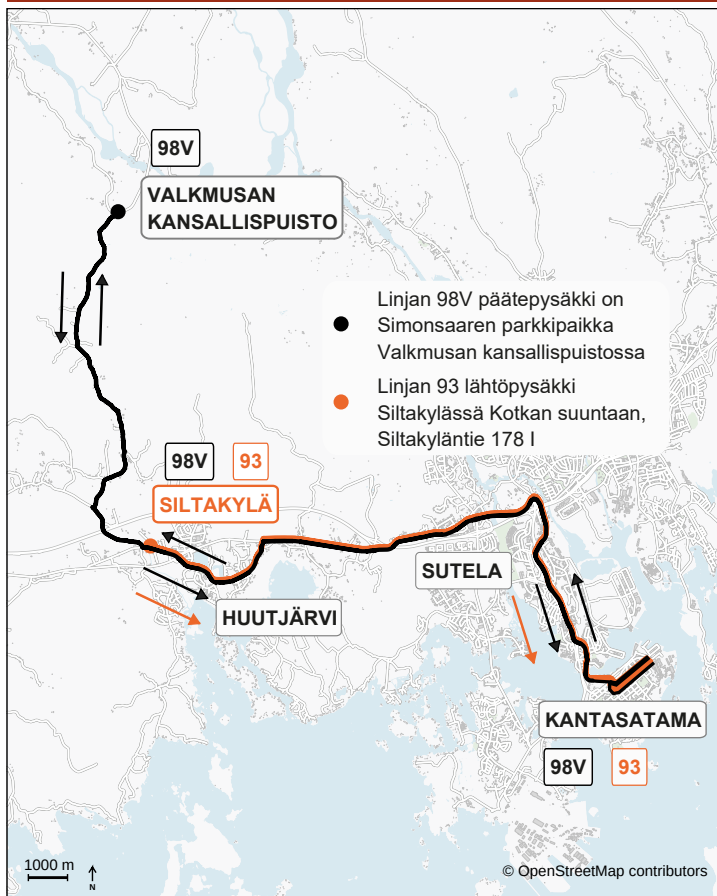 98V
VALKMUSAN
KANSALLISPUISTO
Linjan 98V päätepysäkki on
Simonsaaren parkkipaikka
Valkmusan kansallispuistossa
Linjan 93 lähtöpysäkki
Siltakylässä Kotkan suuntaan,
Siltakyläntie 178 I
98V 93
SILTAKYLÄ
SUTELA
HUUTJÄRVI
KANTASATAMA
98V 93
1000 m
N
© OpenStreetMap contributors